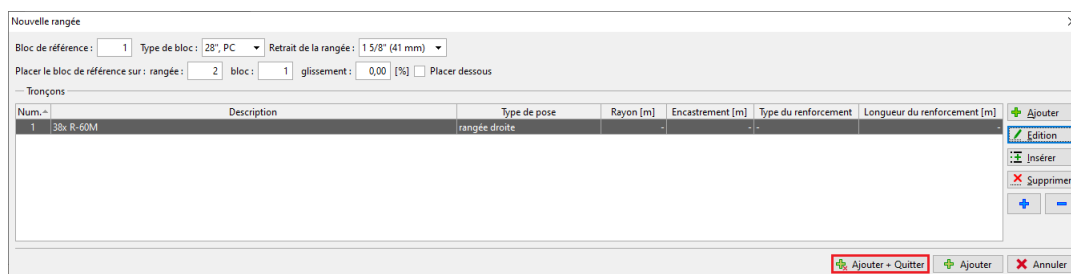 Nouvelle rangée
Bloc de référence : 1 Type de bloc : 28", PC Retrait de la rangée : 1 5/8" (41 mm)
Placer le bloc de référence sur : rangée : 2 bloc : 1 glissement : 0,00 [%] Placer dessous
Tronçons
Num. Description Type de pose Rayon [m] Encastrement [m] Type du renforcement Longueur du renforcement [m]
1 38x R-60M rangée droite - - - -
Ajouter
Edition
Insérer
Supprimer
Ajouter + Quitter Ajouter Annuler